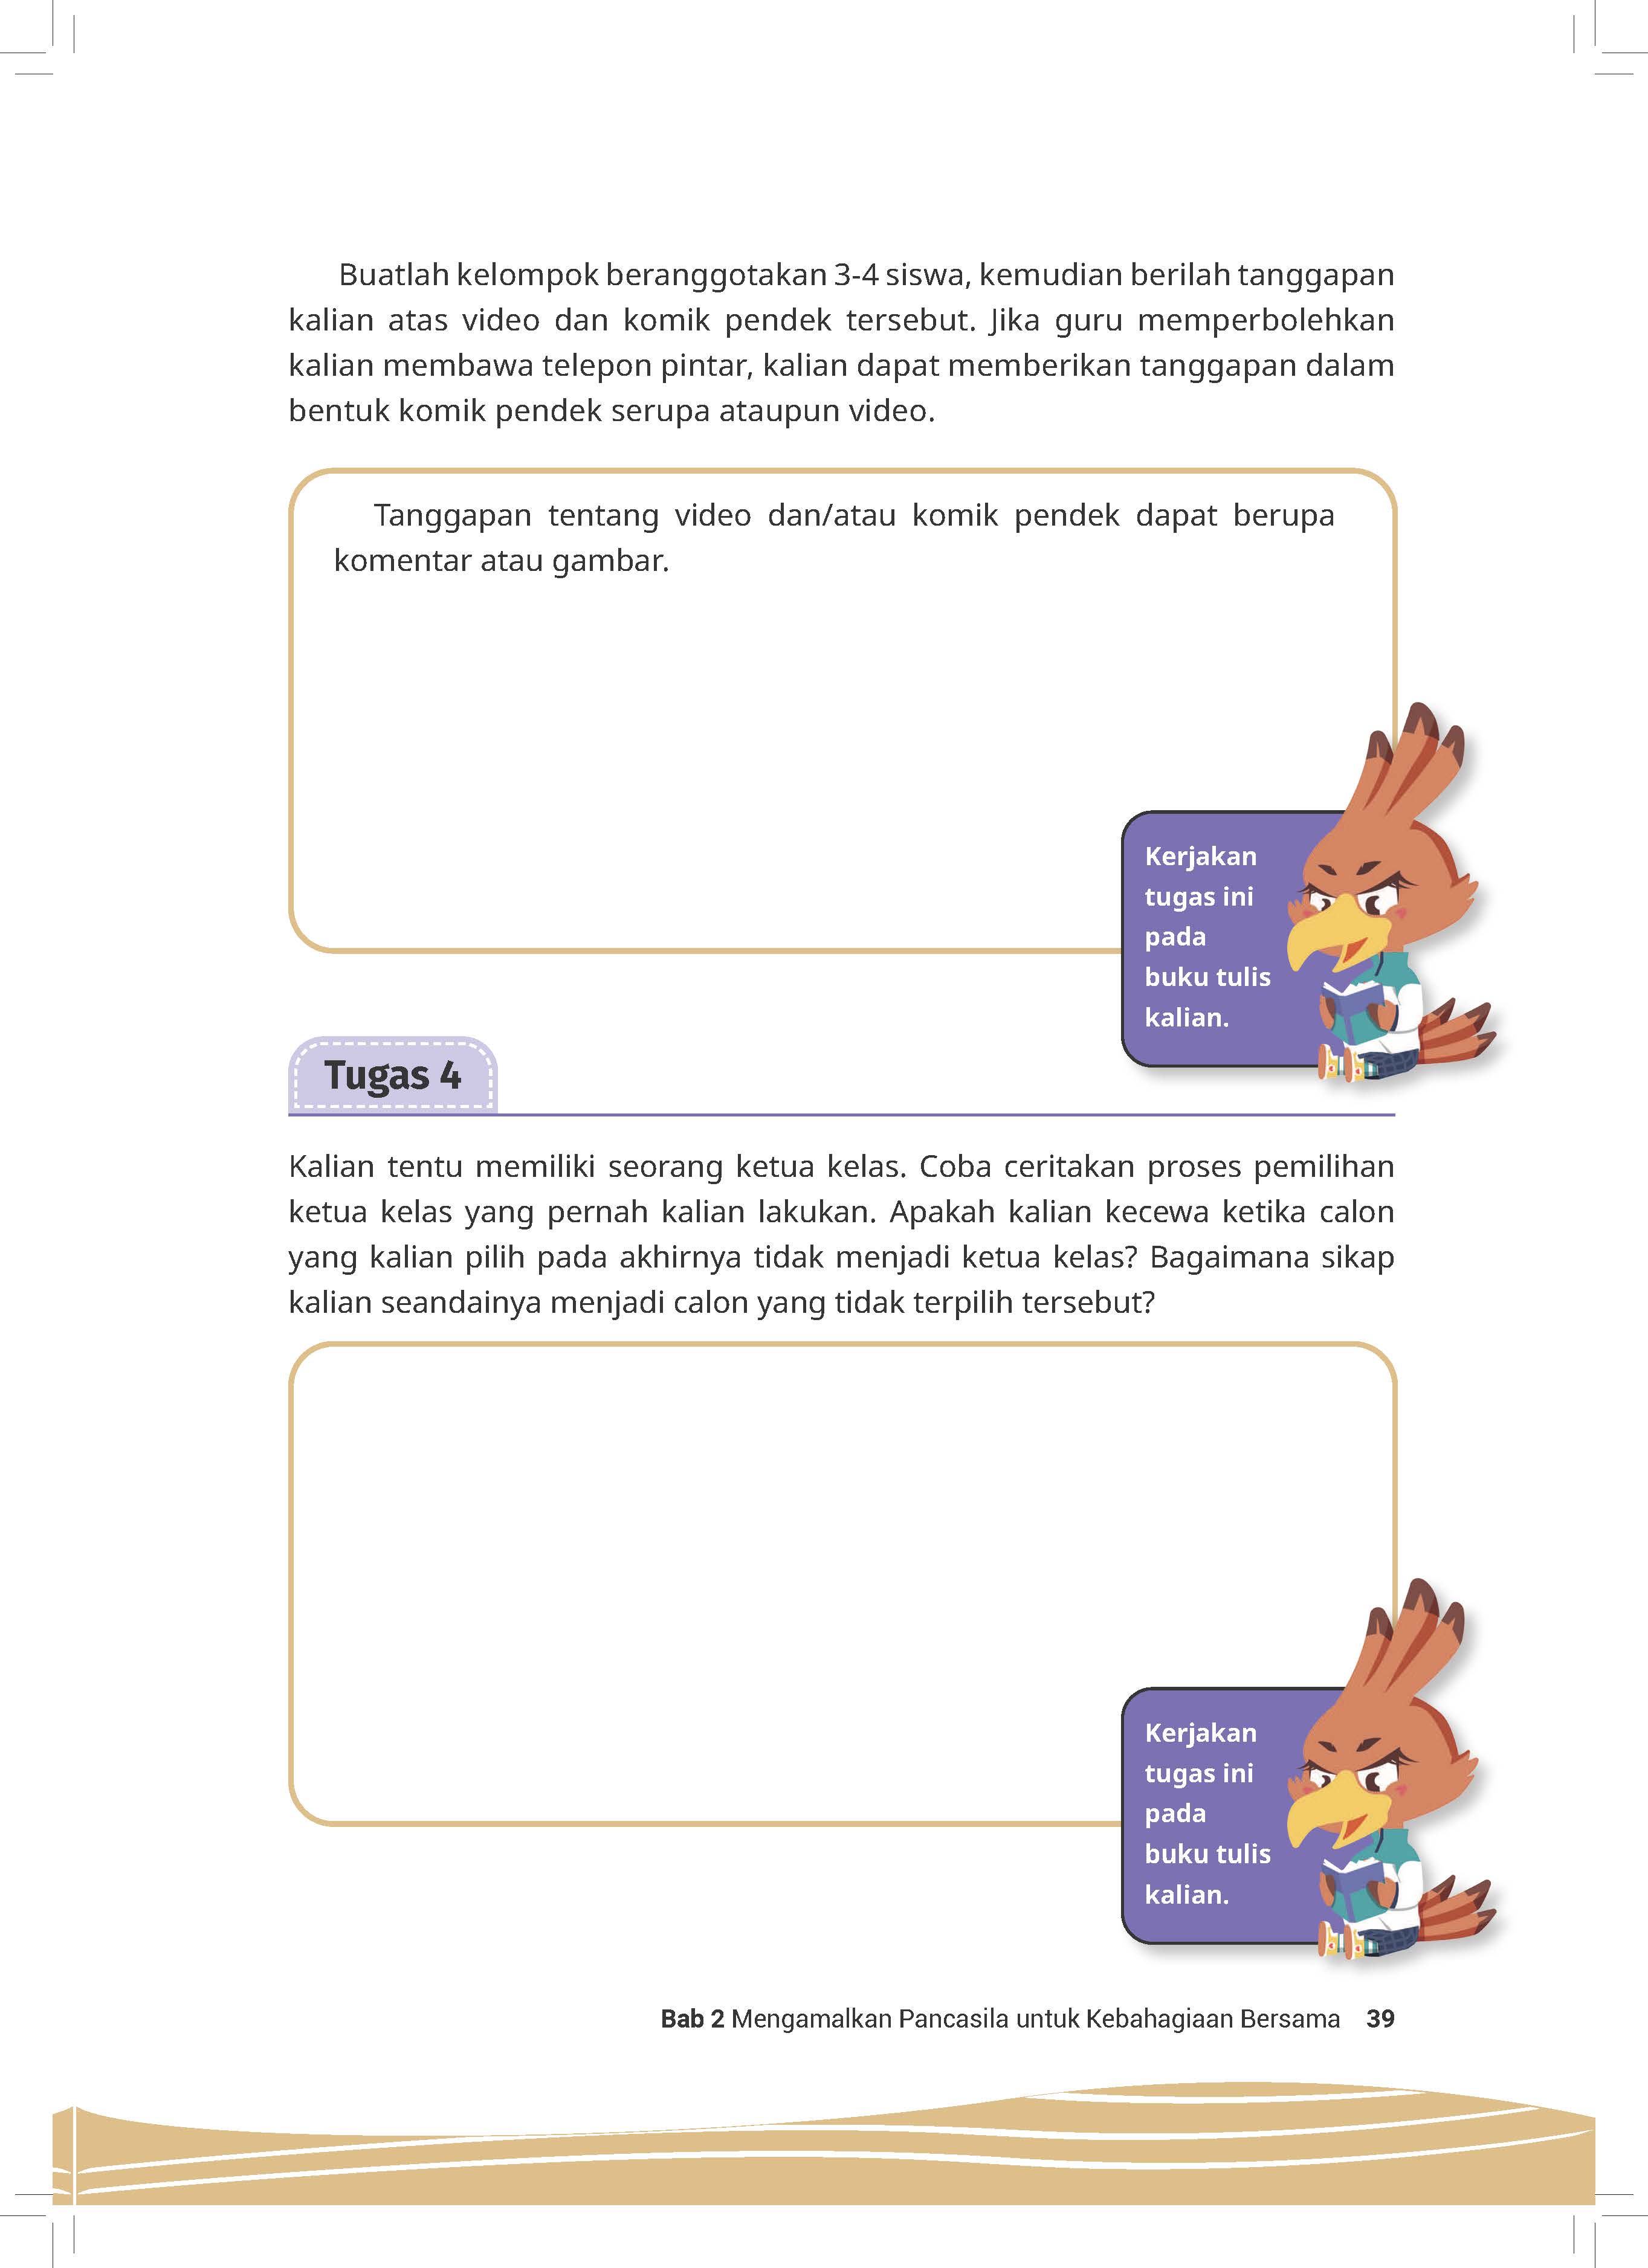 Buatlah kelompok beranggotakan 3-4 siswa, kemudian berilah tanggapan
kalian atas video dan komik pendek tersebut. Jika guru memperbolehkan
kalian membawa telepon pintar, kalian dapat memberikan tanggapan dalam
bentuk komik pendek serupa ataupun video.
Tanggapan tentang video dan/atau komik pendek dapat berupa
komentar atau gambar.
Kerjakan
tugas ini
pada
buku tulis
kalian.
Tugas 4
Kalian tentu memiliki seorang ketua kelas. Coba ceritakan proses pemilihan
ketua kelas yang pernah kalian lakukan. Apakah kalian kecewa ketika calon
yang kalian pilih pada akhirnya tidak menjadi ketua kelas? Bagaimana sikap
kalian seandainya menjadi calon yang tidak terpilih tersebut?
Kerjakan
tugas ini
pada
buku tulis
kalian.
Bab 2 Mengamalkan Pancasila untuk Kebahagiaan Bersama 39